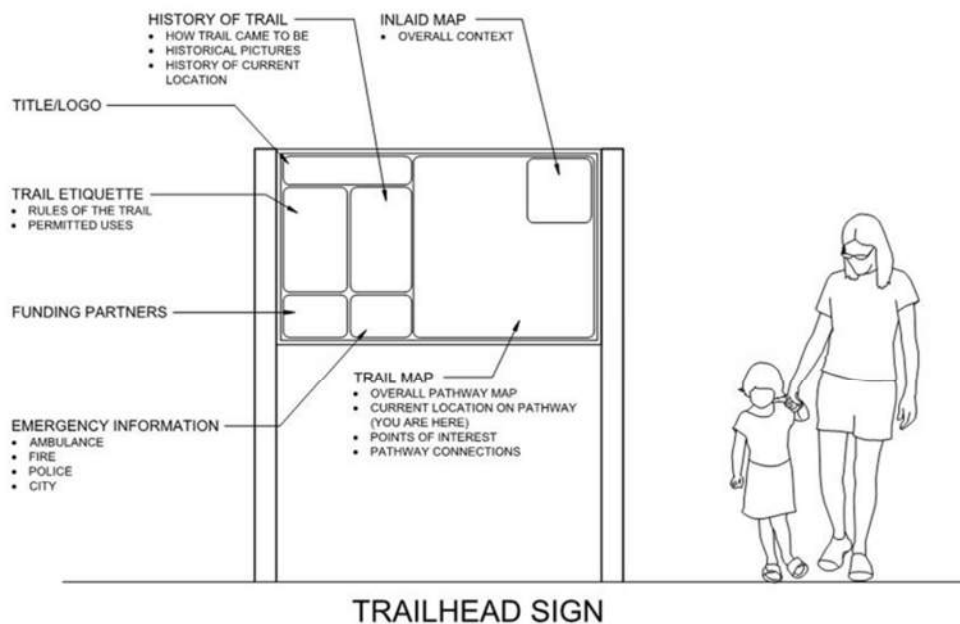 HISTORY OF TRAIL
• HOW TRAIL CAME TO BE
• HISTORICAL PICTURES
• HISTORY OF CURRENT
LOCATION
INLAID MAP
• OVERALL CONTEXT
TITLE/LOGO
TRAIL ETIQUETTE
• RULES OF THE TRAIL
• PERMITTED USES
FUNDING PARTNERS
EMERGENCY INFORMATION
• AMBULANCE
• FIRE
• POLICE
• CITY
TRAIL MAP
• OVERALL PATHWAY MAP
• CURRENT LOCATION ON PATHWAY
(YOU ARE HERE)
• POINTS OF INTEREST
• PATHWAY CONNECTIONS
TRAILHEAD SIGN